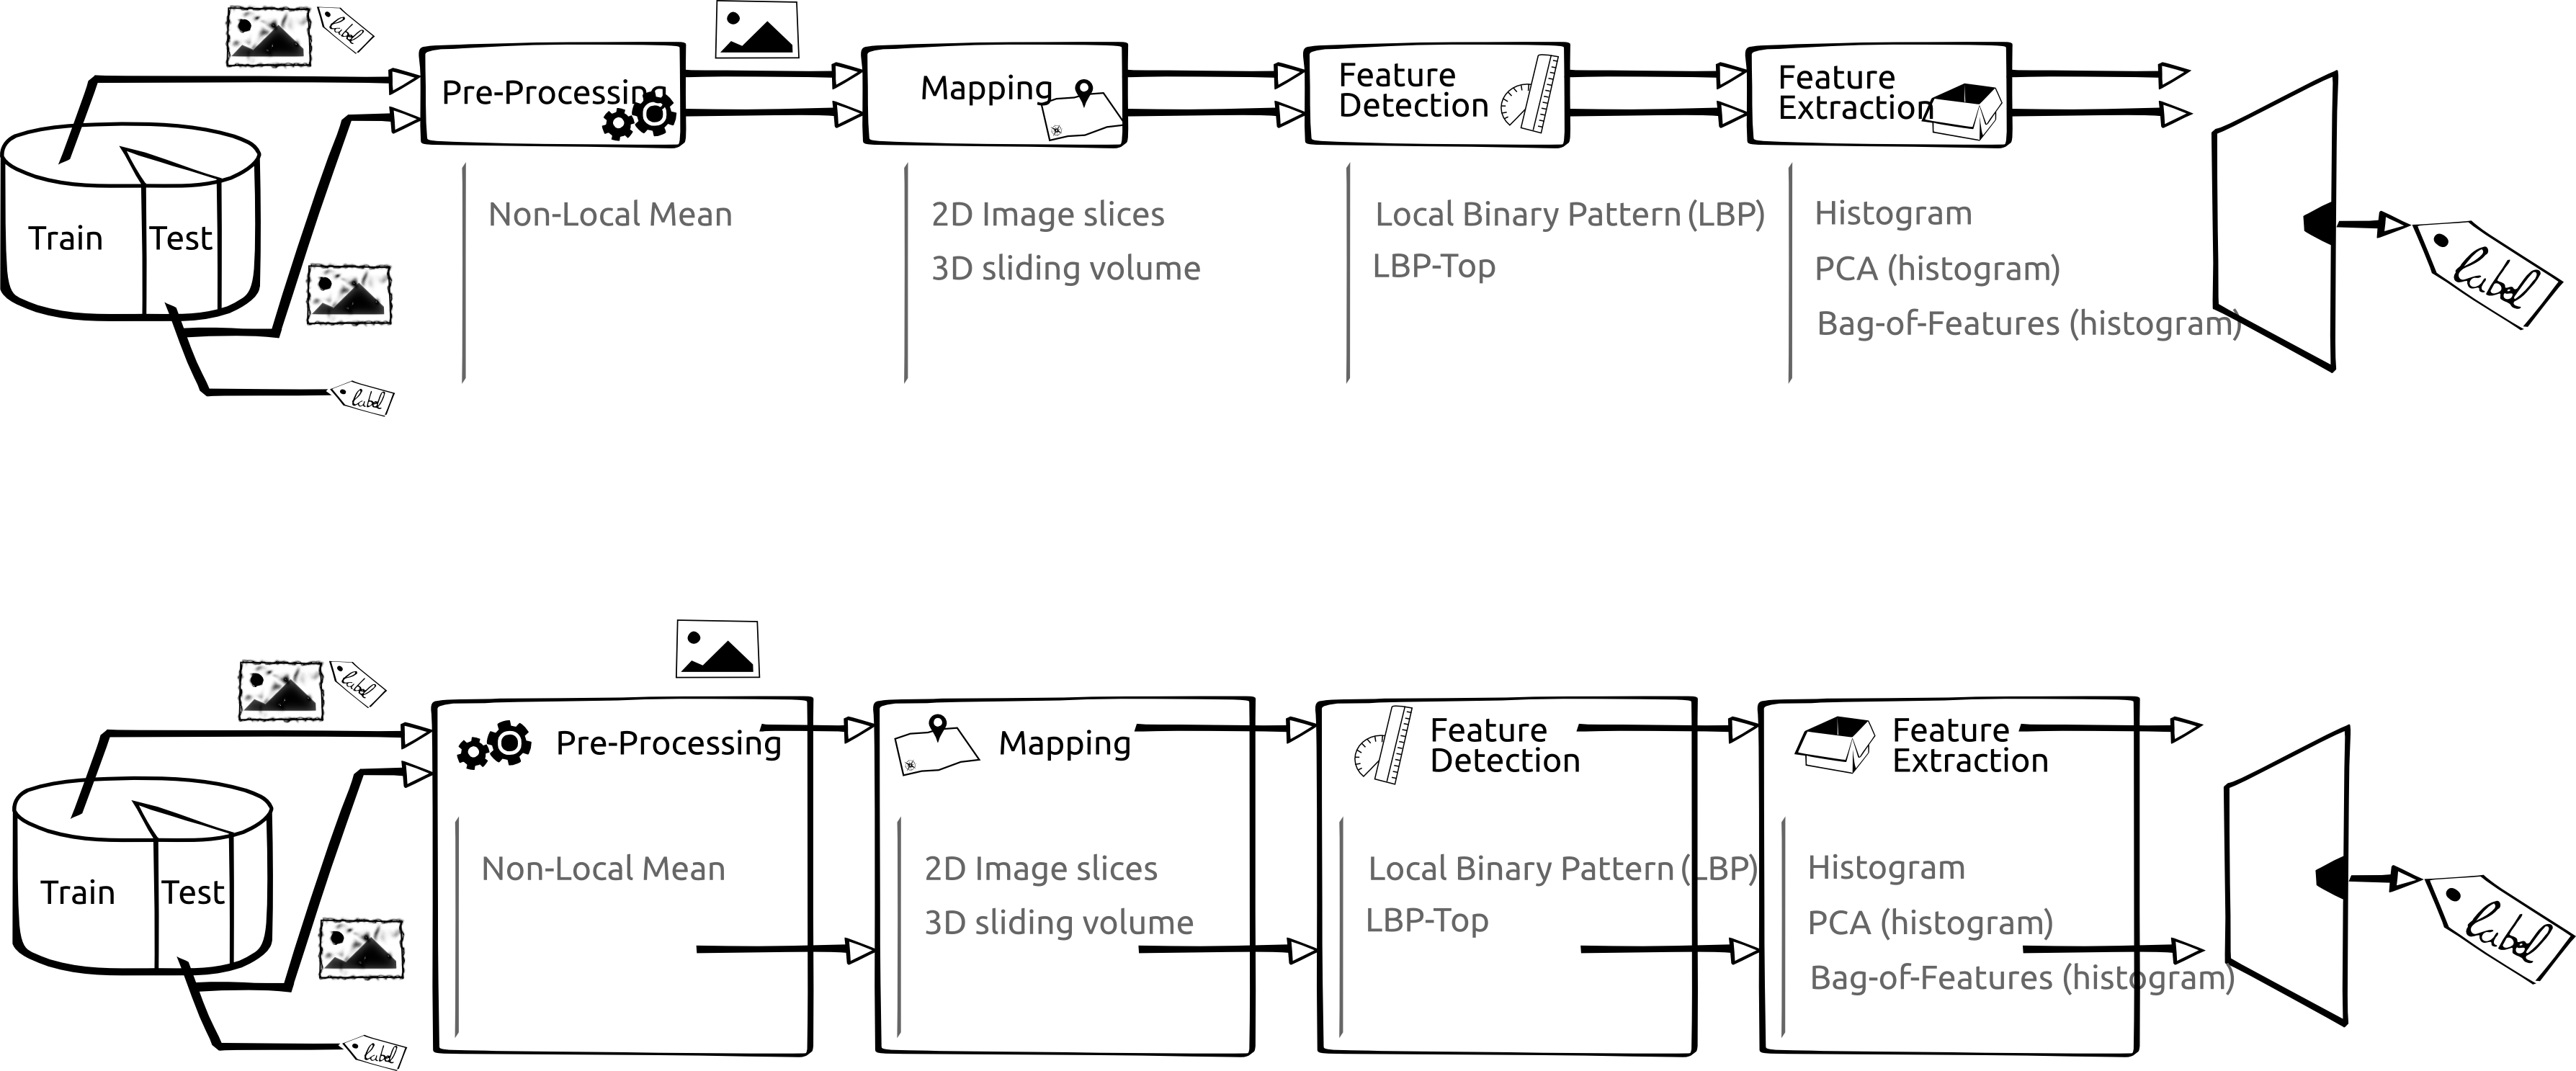 label
Pre-Processing
Mapping
Feature
Detection
Feature
Extraction
Train
Test
Non-Local Mean
2D Image slices
3D sliding volume
Local Binary Pattern (LBP)
LBP-Top
Histogram
PCA (histogram)
Bag-of-Features (histogram)
label
label
label
Pre-Processing
Mapping
Feature
Detection
Feature
Extraction
Train
Test
Non-Local Mean
2D Image slices
3D sliding volume
Local Binary Pattern (LBP)
LBP-Top
Histogram
PCA (histogram)
Bag-of-Features (histogram)
label
label